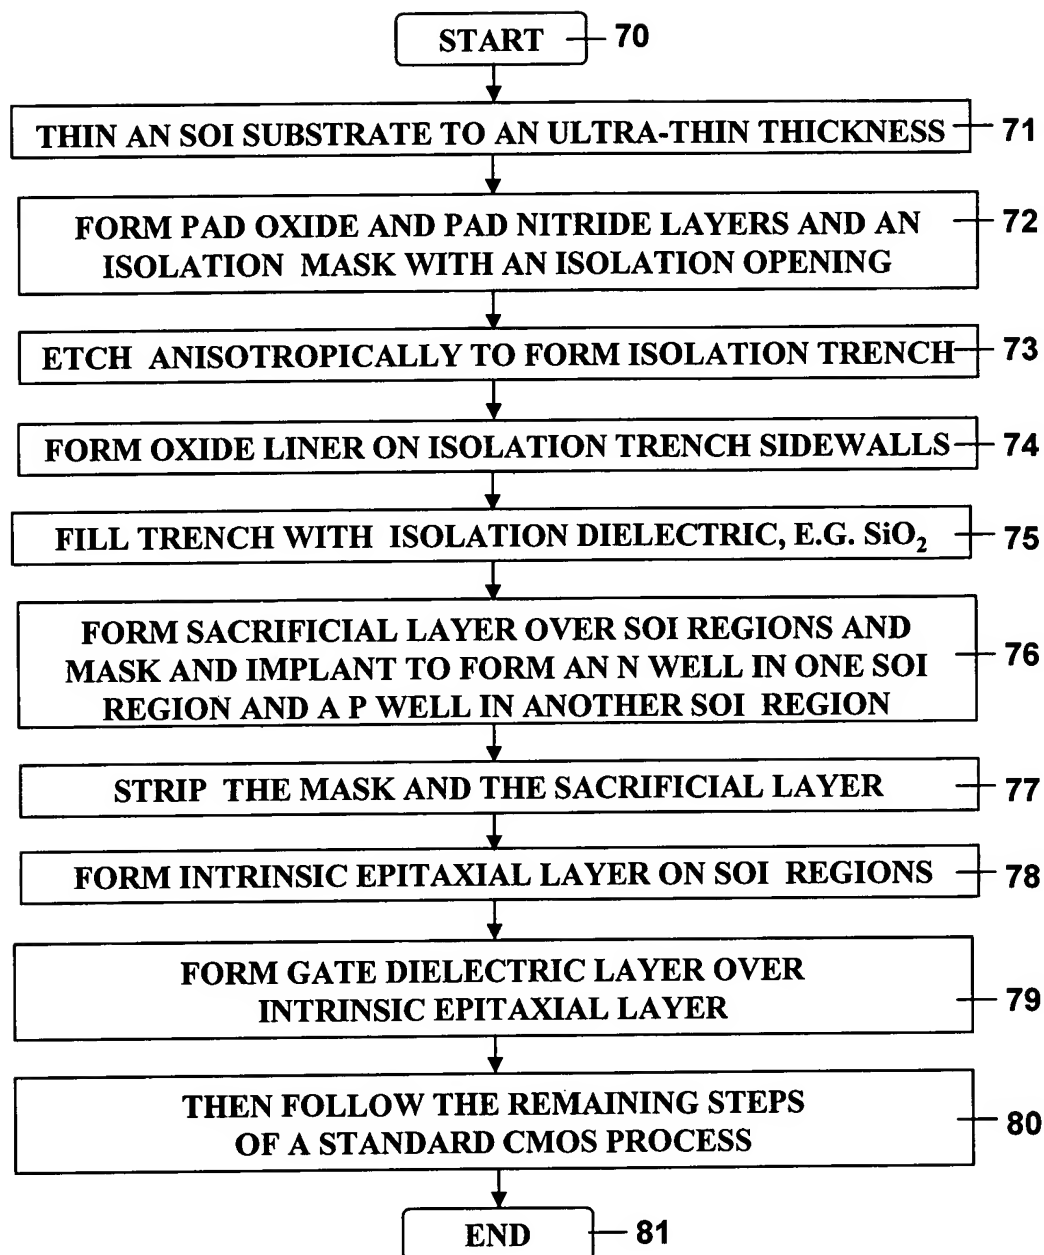 START 70
THIN AN SOI SUBSTRATE TO AN ULTRA-THIN THICKNESS 71
FORM PAD OXIDE AND PAD NITRIDE LAYERS AND AN 72
ISOLATION MASK WITH AN ISOLATION OPENING
ETCH ANISOTROPICALLY TO FORM ISOLATION TRENCH 73
FORM OXIDE LINER ON ISOLATION TRENCH SIDEWALLS 74
FILL TRENCH WITH ISOLATION DIELECTRIC, E.G. SiO₂ 75
FORM SACRIFICIAL LAYER OVER SOI REGIONS AND
MASK AND IMPLANT TO FORM AN N WELL IN ONE SOI 76
REGION AND A P WELL IN ANOTHER SOI REGION
STRIP THE MASK AND THE SACRIFICIAL LAYER 77
FORM INTRINSIC EPITAXIAL LAYER ON SOI REGIONS 78
FORM GATE DIELECTRIC LAYER OVER
INTRINSIC EPITAXIAL LAYER 79
THEN FOLLOW THE REMAINING STEPS
OF A STANDARD CMOS PROCESS 80
END 81